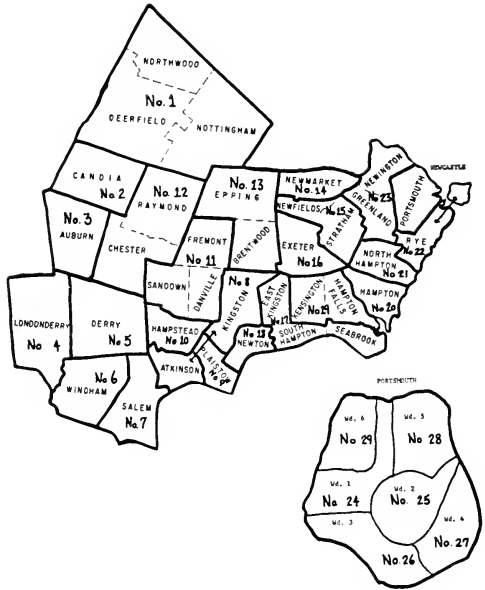 NORTHWOOD
No. 1
DEERFIELD
NOTTINGHAM
CANDIA
No 2
No. 12
RAYMOND
No. 13
EPPING
NEWMARKET
No. 14
NEWINGTON
NEWCASTLE
No. 3
AUBURN
CHESTER
FREMONT
No 11
BRENTWOOD
NEWFIELDS
No 15
STRATHAM
No 23
GREENLAND
PORTSMOUTH
EXETER
No 16
RYE
No 22
NORTH
HAMPTON
No 21
SANDOWN
DANVILLE
No 8
KINGSTON
EAST
KINGSTON
No 17
KENSINGTON
No 19
HAMPTON
FALLS
HAMPTON
No 20
LONDONDERRY
No 4
DERRY
No 5
HAMPSTEAD
No 10
No 18
NEWTON
SOUTH
HAMPTON
SEABROOK
ATKINSON
PLAISTOW
No 9
No 6
WINDHAM
SALEM
No. 7
PORTSMOUTH
Wd. 6
No 29
Wd. 5
No 28
Wd. 1
No 24
Wd. 2
No. 25
Wd. 3
Wd. 4
No. 27
No. 26